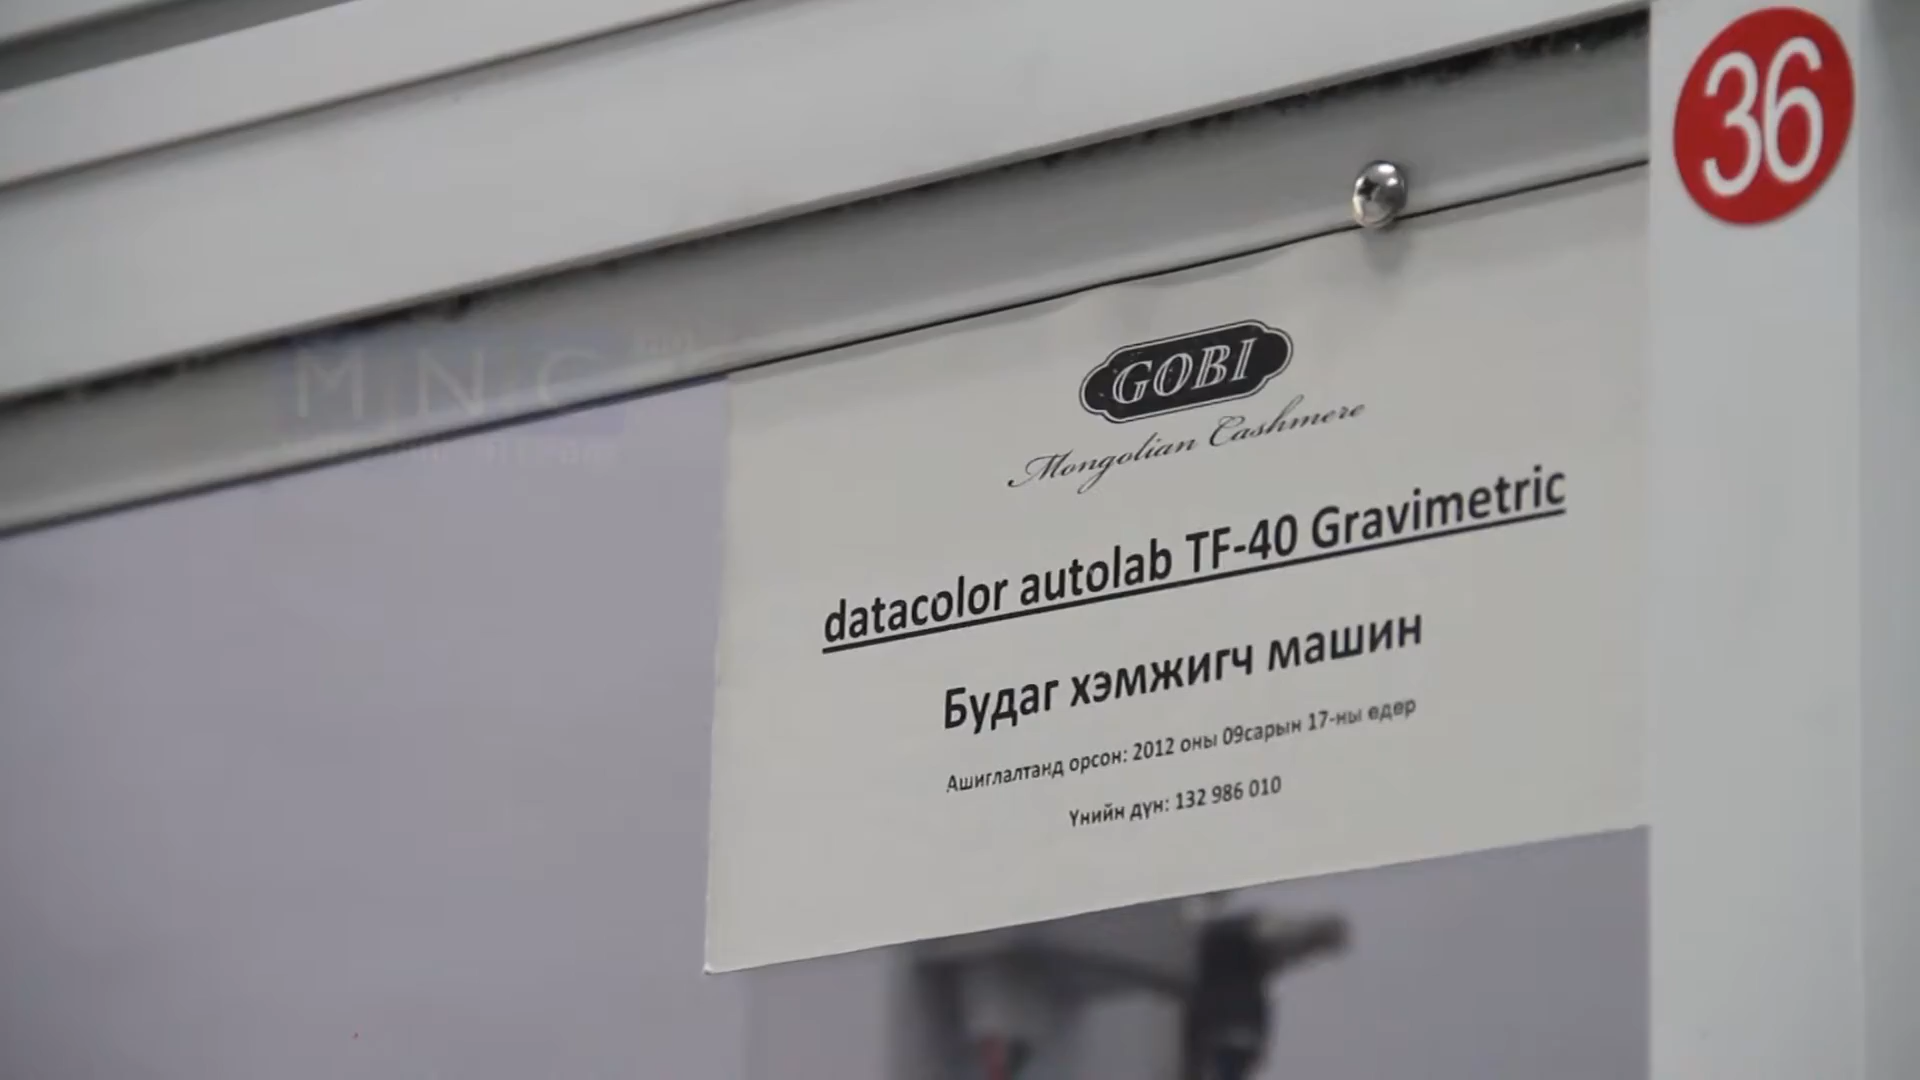 36
M.N.C
HD
GOBI
Mongolian Cashmere
datacolor autolab TF-40 Gravimetric
Будаг хэмжигч машин
Ашиглалтанд орсон: 2012 оны 09сарын 17-ны өдөр
Үнийн дүн: 132 986 010